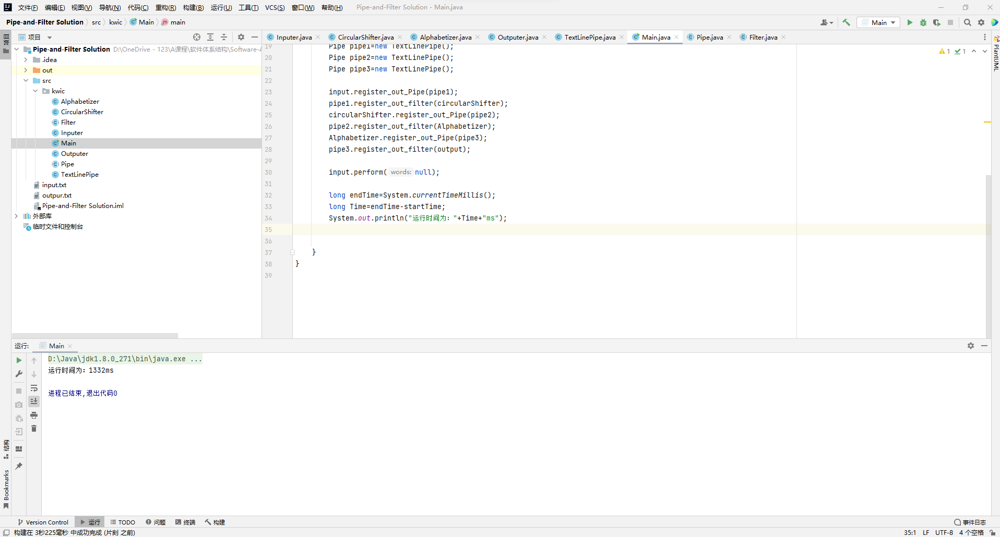 文件(F) 编辑(E) 视图(V) 导航(N) 代码(C) 重构(R) 构建(B) 运行(U) 工具(T) VCS(S) 窗口(W) 帮助(H) Pipe-and-Filter Solution - Main.java
Pipe-and-Filter Solution src kwic Main main
Main
项目
Inputer.java CircularShifter.java Alphabetizer.java Outputer.java TextLinePipe.java Main.java Pipe.java Filter.java
项目
PlantUML
Pipe-and-Filter Solution D:\OneDrive - 123\A课程\软件体系结构\Software-A
.idea
out
src
kwic
Alphabetizer
CircularShifter
Filter
Inputer
Main
Outputer
Pipe
TextLinePipe
input.txt
outpur.txt
Pipe-and-Filter Solution.iml
外部库
临时文件和控制台
1 1
19 Pipe pipe1=new TextLinePipe();
20 Pipe pipe2=new TextLinePipe();
21 Pipe pipe3=new TextLinePipe();
22
23 input.register_out_Pipe(pipe1);
24 pipe1.register_out_filter(circularShifter);
25 circularShifter.register_out_Pipe(pipe2);
26 pipe2.register_out_filter(Alphabetizer);
27 Alphabetizer.register_out_Pipe(pipe3);
28 pipe3.register_out_filter(output);
29
30 input.perform( words: null);
31
32 long endTime=System.currentTimeMillis();
33 long Time=endTime-startTime;
34 System.out.println("运行时间为："+Time+"ms");
35
36
37 }
38 }
39
运行: Main
D:\Java\jdk1.8.0_271\bin\java.exe ...
运行时间为：1332ms
进程已结束,退出代码0
结构
Bookmarks
Version Control 运行 TODO 问题 终端 构建 事件日志
构建在 3秒225毫秒 中成功完成 (片刻 之前) 35:1 LF UTF-8 4 个空格